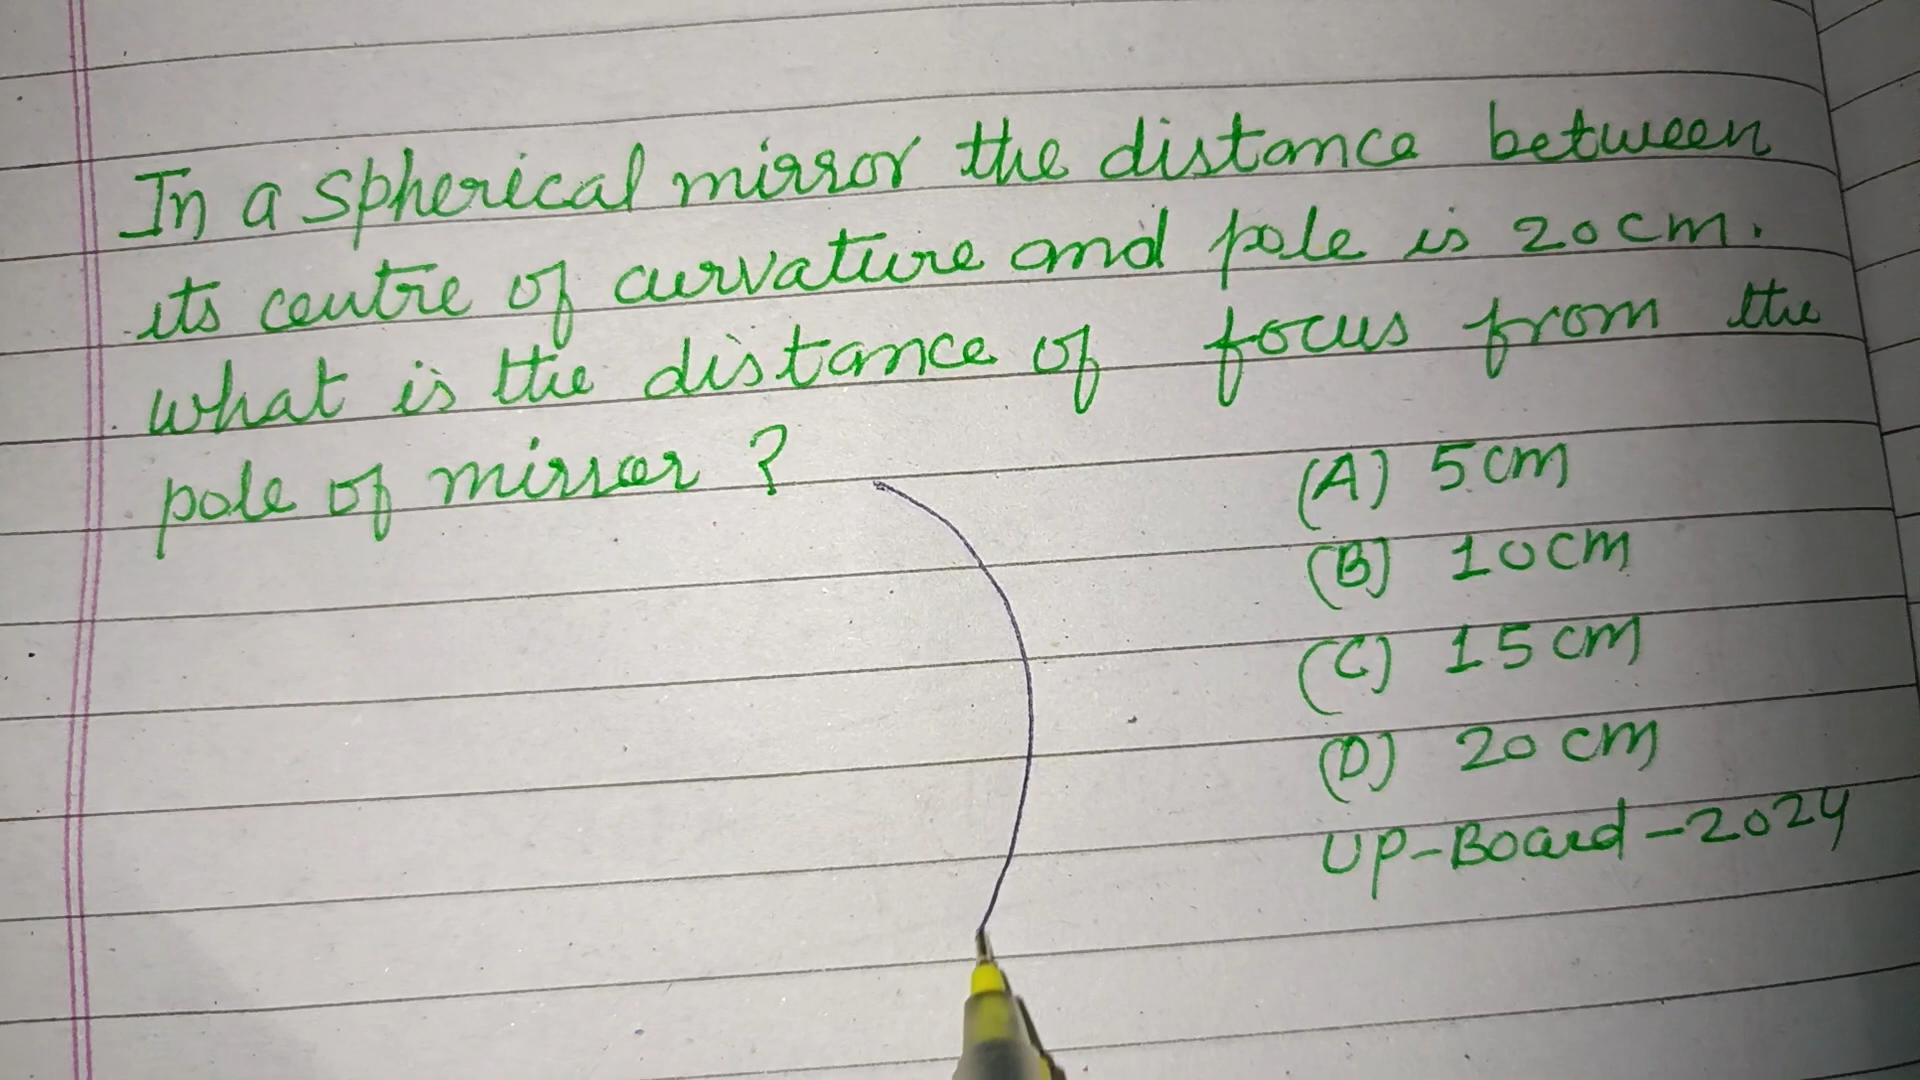 In a spherical mirror the distance between
its centre of curvature and pole is 20cm.
what is the distance of focus from the
pole of mirror ?
(A) 5cm
(B) 10cm
(C) 15cm
(D) 20cm
UP-Board-2024